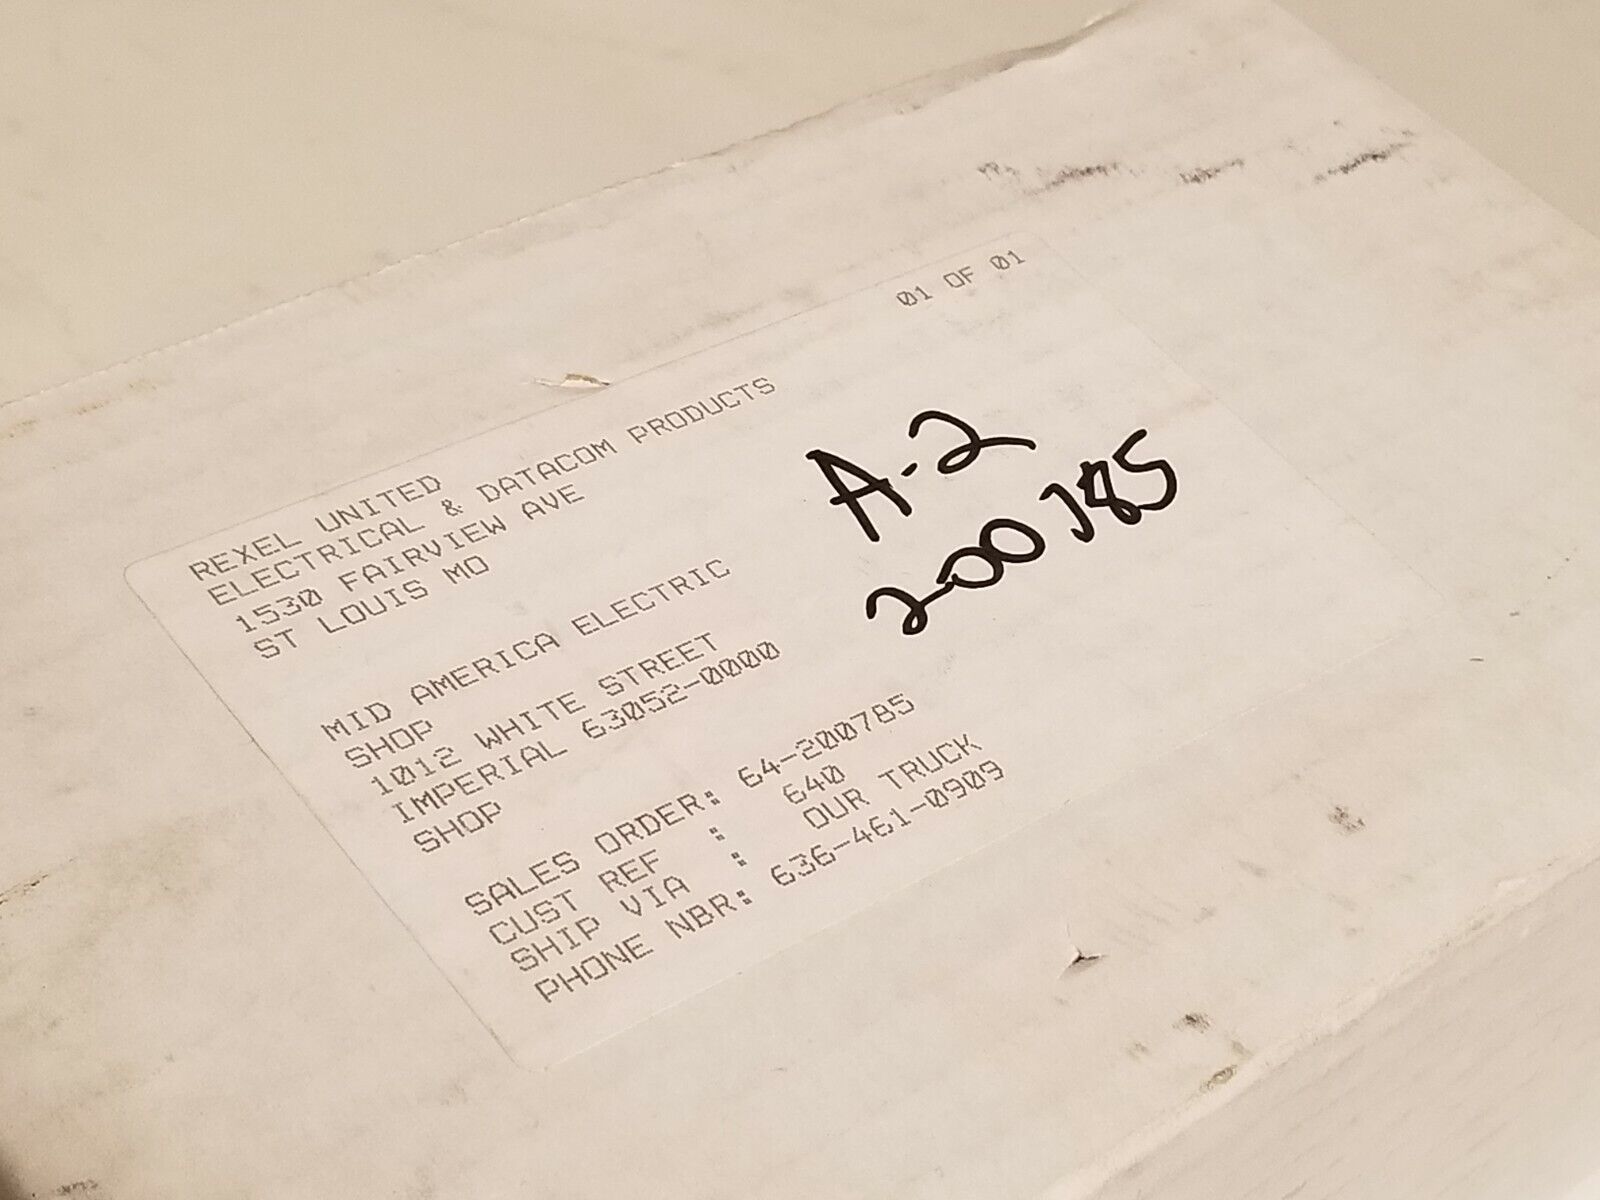 01 OF 01
REXEL UNITED
ELECTRICAL & DATACOM PRODUCTS
1530 FAIRVIEW AVE
ST LOUIS MO
A-2
200785
MID AMERICA ELECTRIC
SHOP
1012 WHITE STREET
IMPERIAL 63052-0000
SHOP
SALES ORDER: 64-200785
CUST REF : 640
SHIP VIA : OUR TRUCK
PHONE NBR: 636-461-0909